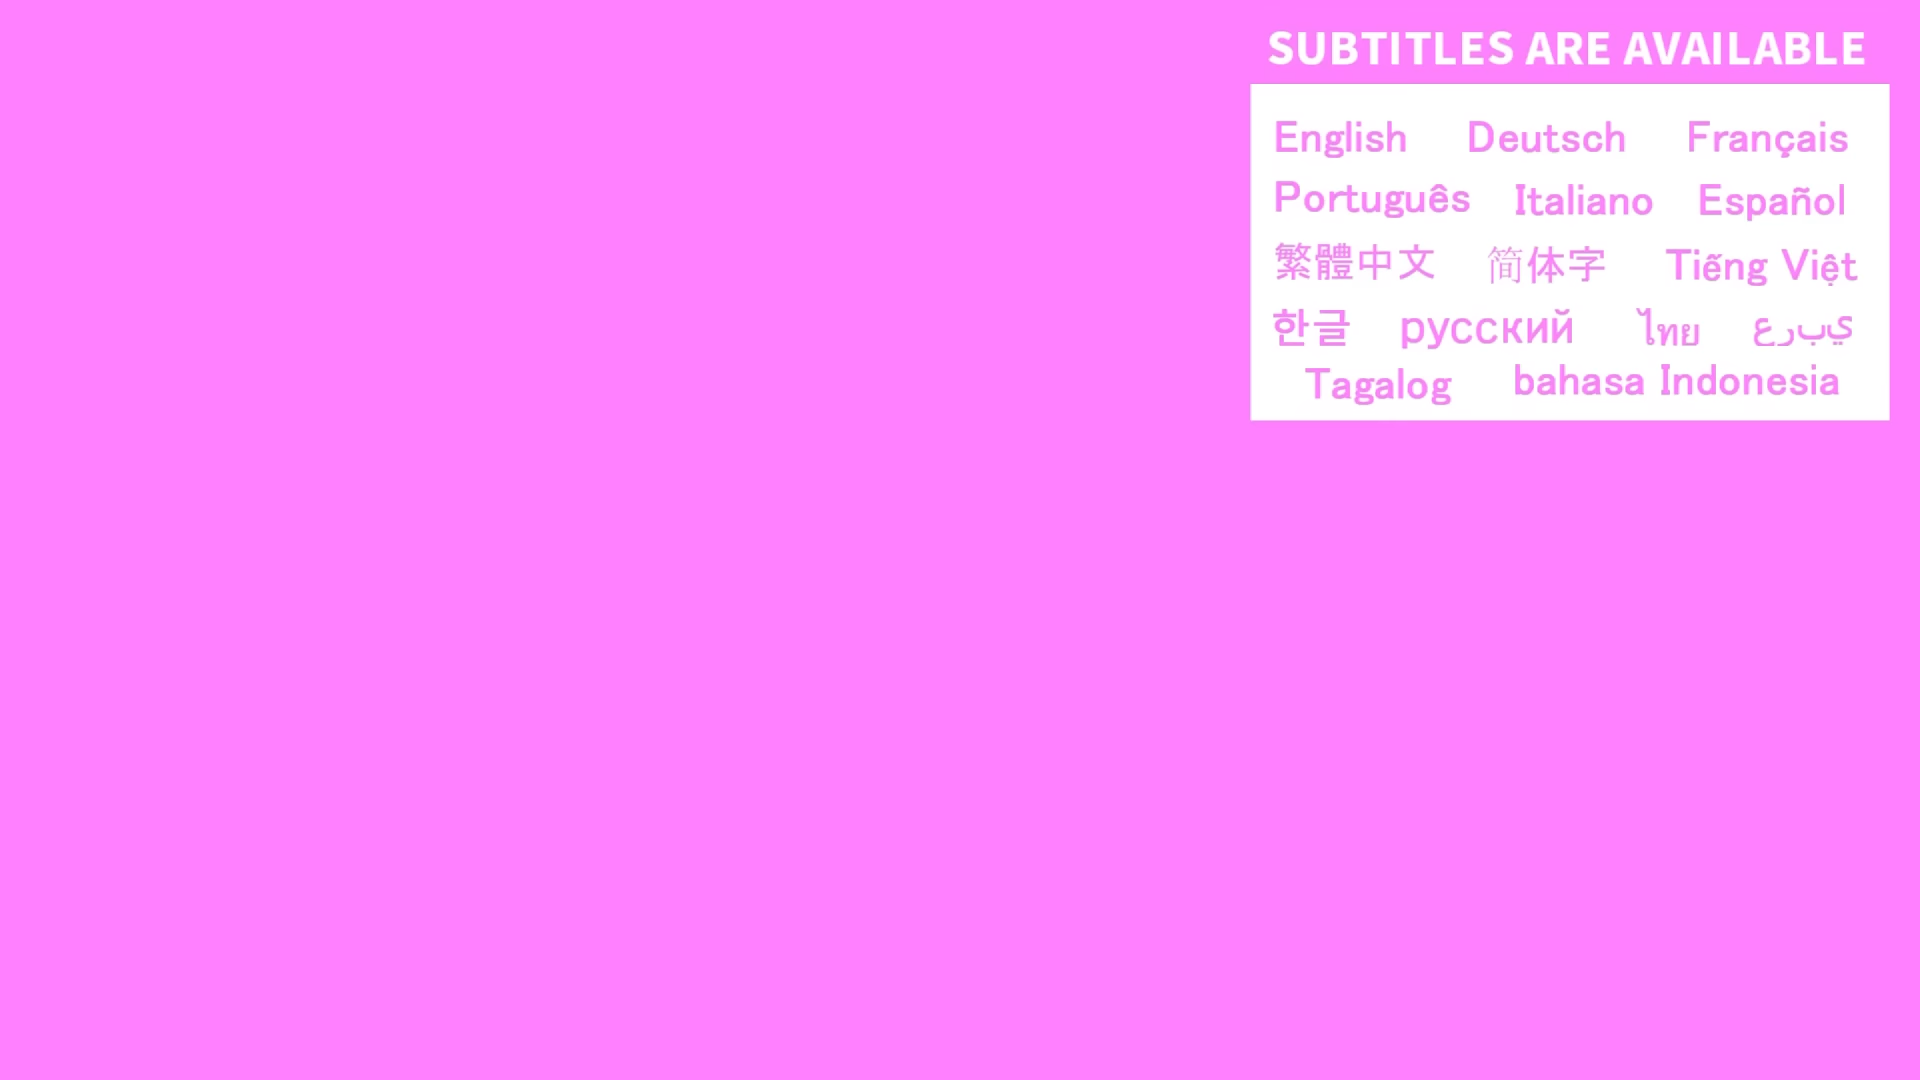 SUBTITLES ARE AVAILABLE
English Deutsch Français
Português Italiano Español
繁體中文 简体字 Tiếng Việt
한글 русский ไทย ع ر ب ي
Tagalog bahasa Indonesia